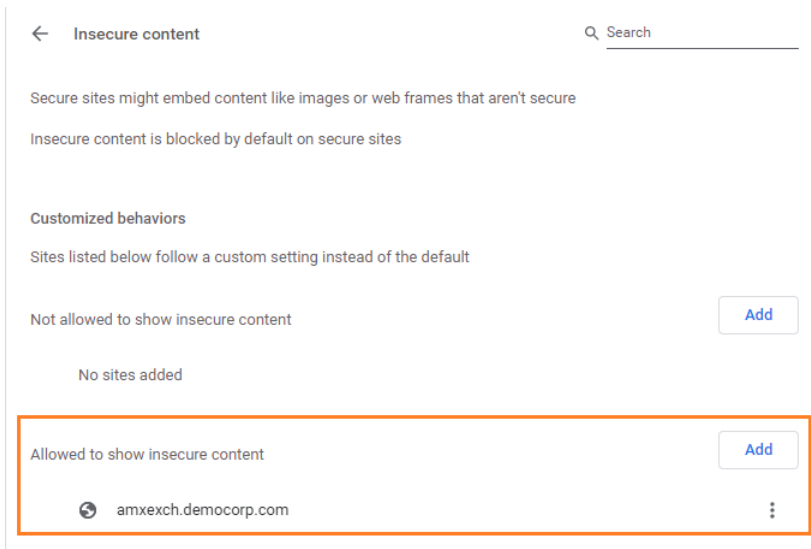 Insecure content
Search
Secure sites might embed content like images or web frames that aren't secure
Insecure content is blocked by default on secure sites
Customized behaviors
Sites listed below follow a custom setting instead of the default
Not allowed to show insecure content
Add
No sites added
Allowed to show insecure content
Add
amxexch.democorp.com